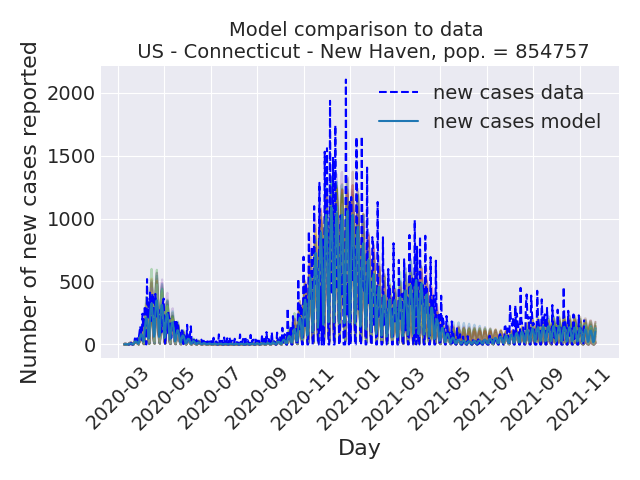 Model comparison to data
US - Connecticut - New Haven, pop. = 854757
Number of new cases reported
2000
1500
1000
500
0
new cases data
new cases model
2020-03
2020-05
2020-07
2020-09
2020-11
2021-01
2021-03
2021-05
2021-07
2021-09
2021-11
Day